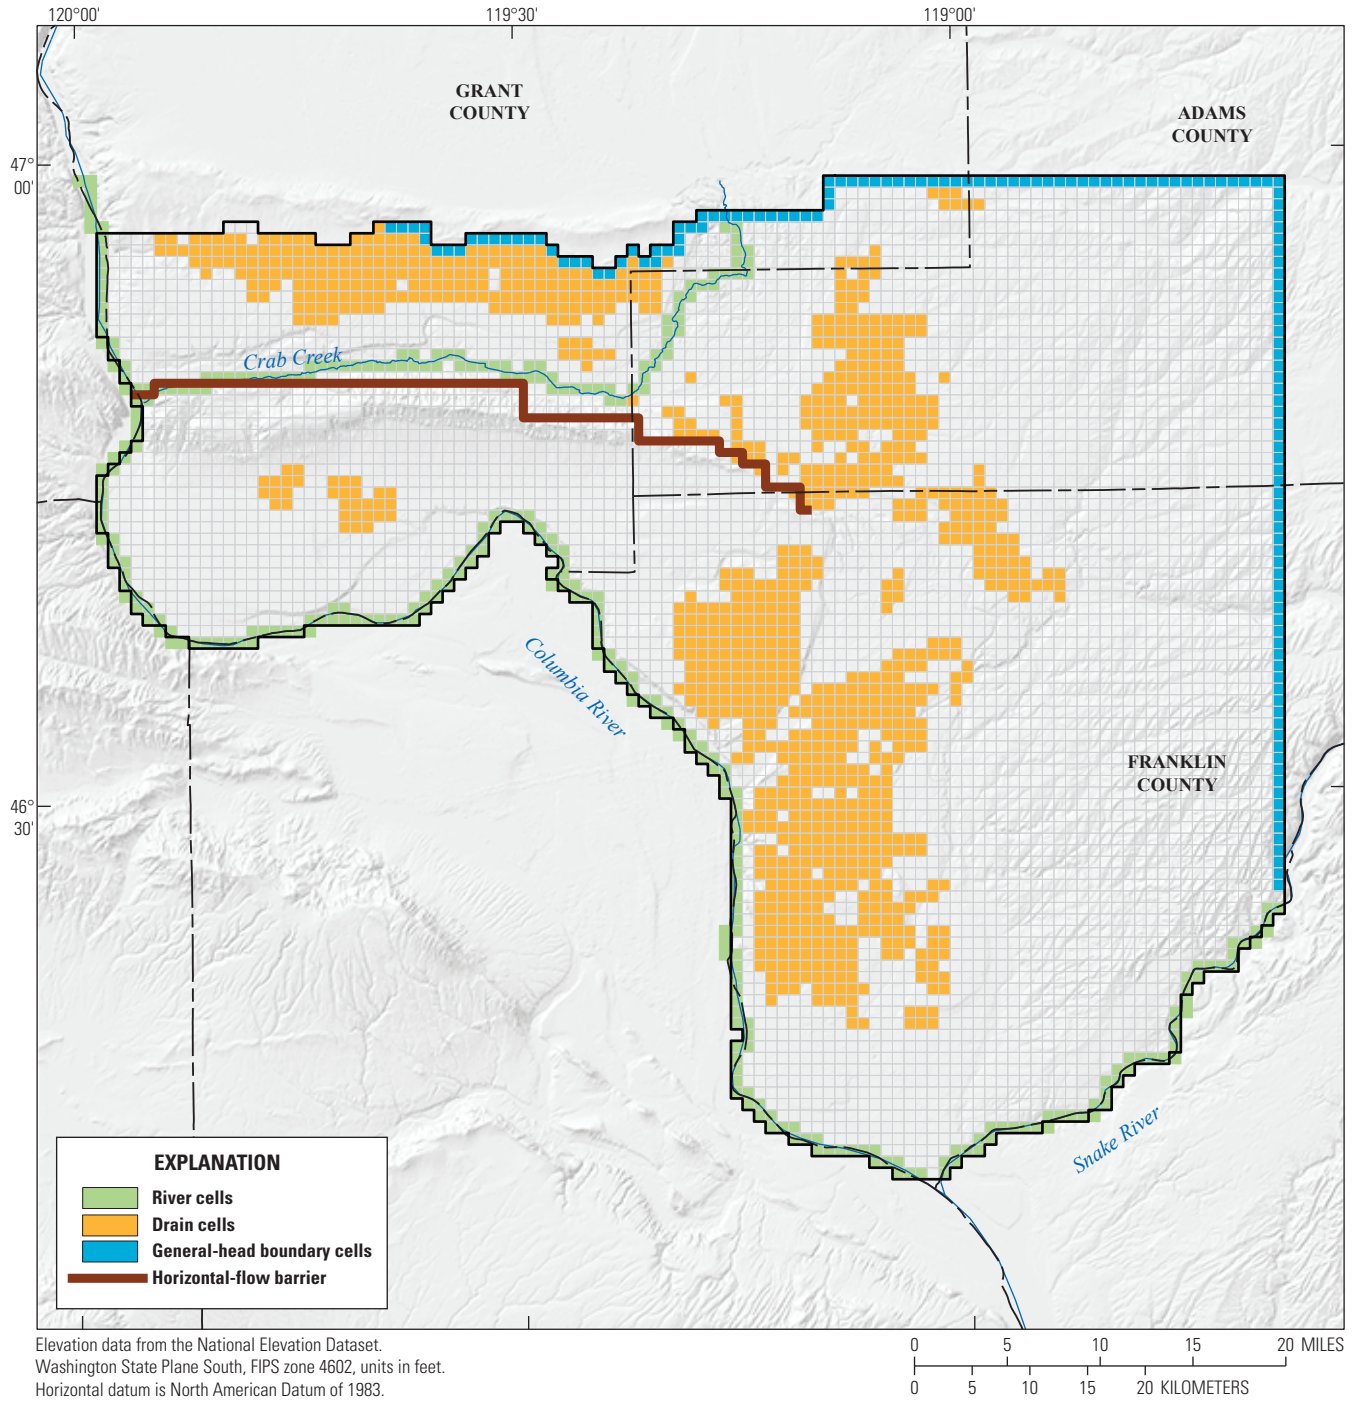 120°00'
119°30'
119°00'
GRANT
COUNTY
ADAMS
COUNTY
47°
00'
Crab Creek
Columbia River
FRANKLIN
COUNTY
46°
30'
Snake River
EXPLANATION
River cells
Drain cells
General-head boundary cells
Horizontal-flow barrier
Elevation data from the National Elevation Dataset.
Washington State Plane South, FIPS zone 4602, units in feet.
Horizontal datum is North American Datum of 1983.
0 5 10 15 20 MILES
0 5 10 15 20 KILOMETERS